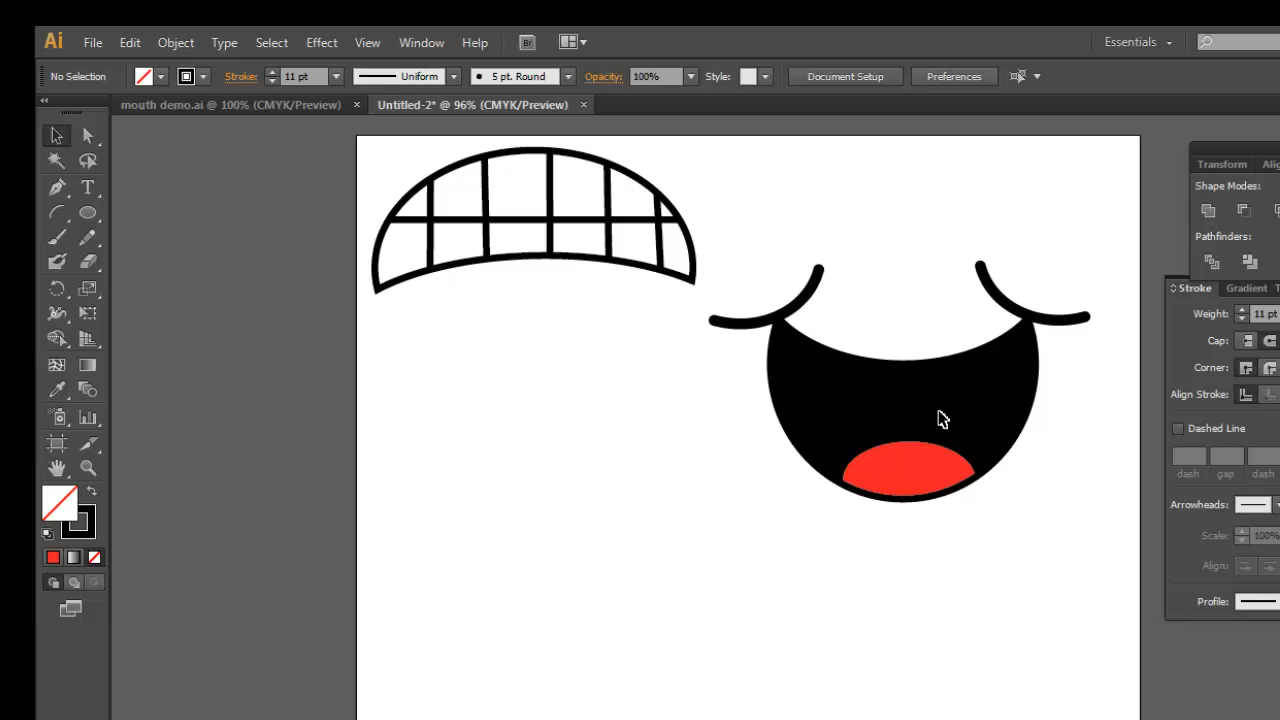 Ai File Edit Object Type Select Effect View Window Help Br Essentials
No Selection Stroke: 11 pt Uniform 5 pt. Round Opacity: 100% Style: Document Setup Preferences
mouth demo.ai @ 100% (CMYK/Preview) × Untitled-2* @ 96% (CMYK/Preview) ×
Transform
Shape Modes:
Pathfinders:
Stroke Gradient
Weight: 11 pt
Cap:
Corner:
Align Stroke:
Dashed Line
dash gap dash
Arrowheads:
Scale: 100%
Align:
Profile: